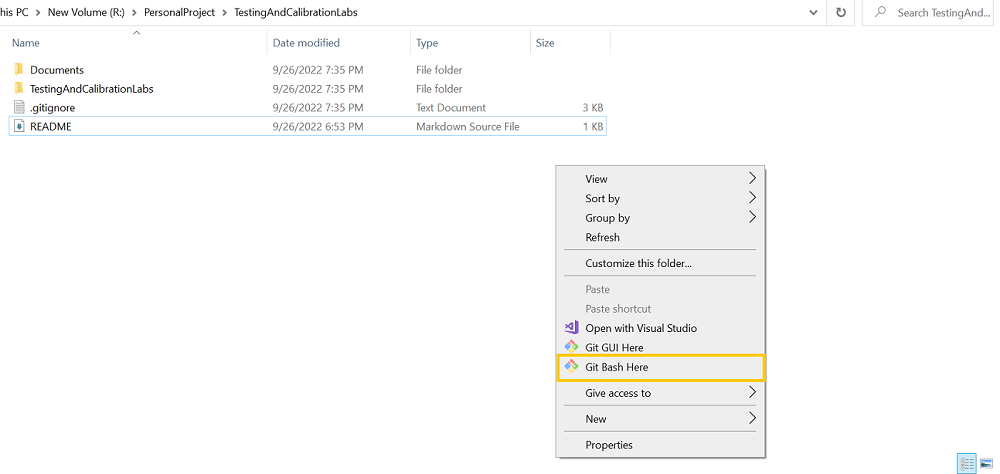 his PC > New Volume (R:) > PersonalProject > TestingAndCalibrationLabs
Search TestingAnd...
Name Date modified Type Size
Documents 9/26/2022 7:35 PM File folder
TestingAndCalibrationLabs 9/26/2022 7:35 PM File folder
.gitignore 9/26/2022 7:35 PM Text Document 3 KB
README 9/26/2022 6:53 PM Markdown Source File 1 KB
View
Sort by
Group by
Refresh
Customize this folder...
Paste
Paste shortcut
Open with Visual Studio
Git GUI Here
Git Bash Here
Give access to
New
Properties